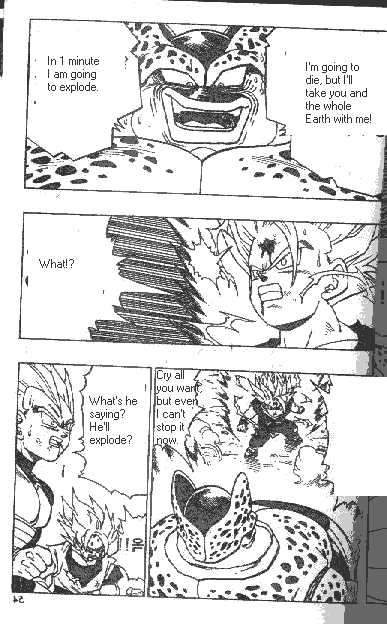 In 1 minute
I am going
to explode.
I'm going to
die, but I'll
take you and
the whole
Earth with me!
What!?
What's he
saying?
He'll
explode?
Cry all
you want,
but even
I can't
stop it
now.
54